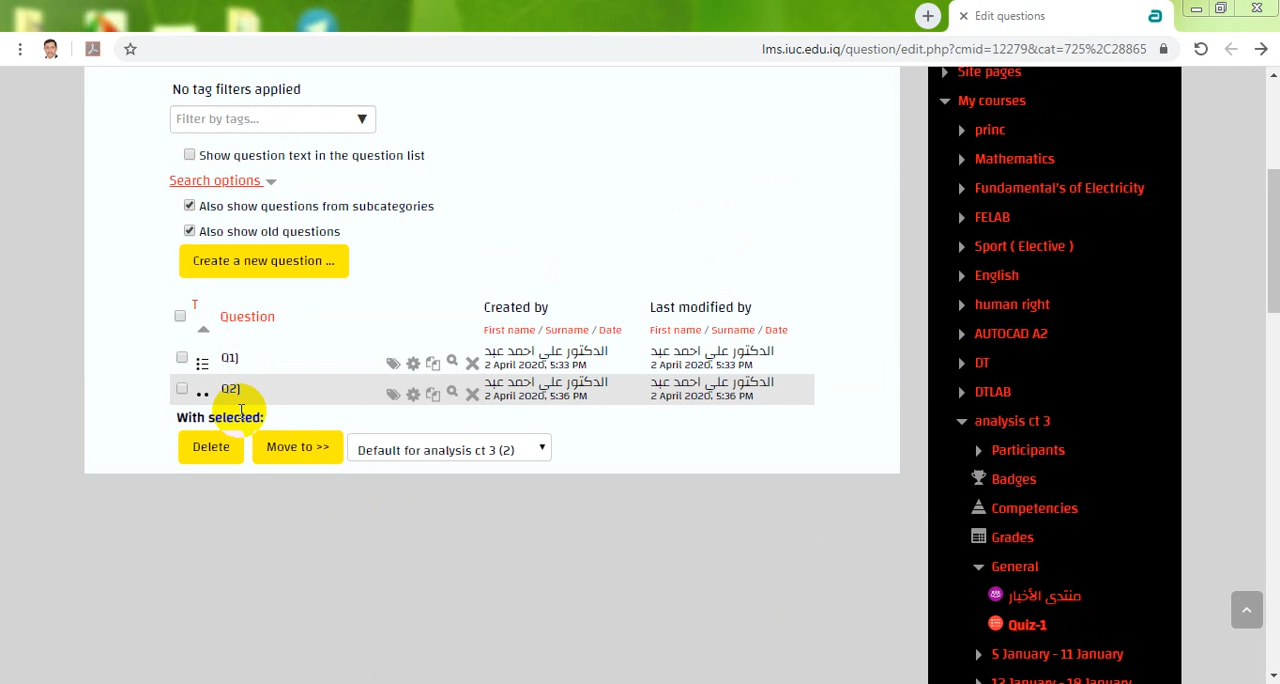 Edit questions
lms.iuc.edu.iq/question/edit.php?cmid=12279&cat=725%2C28865
No tag filters applied
Filter by tags...
Show question text in the question list
Search options
Also show questions from subcategories
Also show old questions
Create a new question ...
T
Question
Created by
Last modified by
First name / Surname / Date
First name / Surname / Date
Q1]
الدكتور علي احمد عبد
الدكتور علي احمد عبد
2 April 2020, 5:33 PM
2 April 2020, 5:33 PM
Q2]
الدكتور علي احمد عبد
الدكتور علي احمد عبد
2 April 2020, 5:36 PM
2 April 2020, 5:36 PM
With selected:
Delete
Move to >>
Default for analysis ct 3 (2)
Site pages
My courses
princ
Mathematics
Fundamental's of Electricity
FELAB
Sport ( Elective )
English
human right
AUTOCAD A2
DT
DTLAB
analysis ct 3
Participants
Badges
Competencies
Grades
General
منتدى الأخبار
Quiz-1
5 January - 11 January
12 January - 18 January